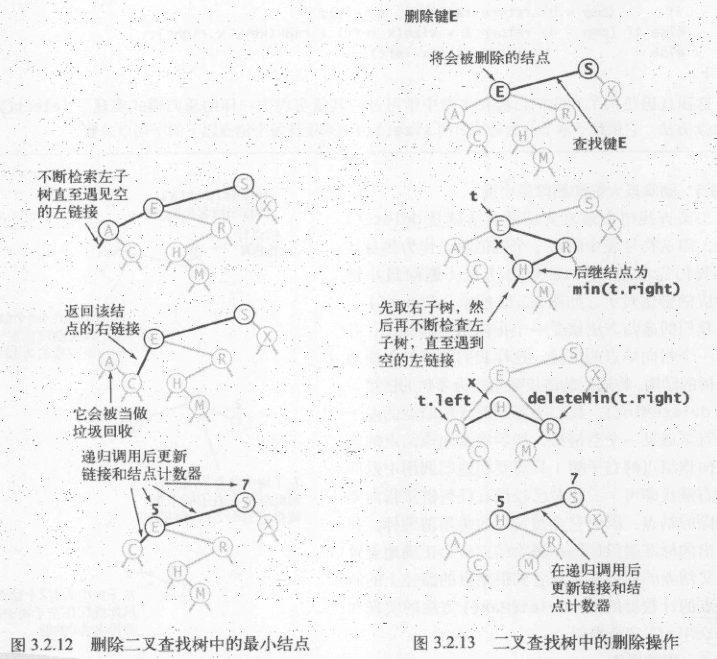 不断检索左子
树直至遇见空
的左链接
S
E
X
A
R
C
H
M
返回该结
点的右链接
S
E
X
A
R
C
H
M
它会被当做
垃圾回收
递归调用后更新
链接和结点计数器
7
5
S
E
X
C
R
H
M
图 3.2.12 删除二叉查找树中的最小结点
删除键E
将会被删除的结点
S
E
X
A
R
C
H
M
查找键E
t
S
E
X
x
A
R
C
H
M
后继结点为
min(t.right)
先取右子树,然
后再不断检查左
子树,直至遇到
空的左链接
S
E
X
x
t.left
deleteMin(t.right)
H
A
R
C
M
7
5
S
H
X
A
R
C
M
在递归调用后
更新链接和结
点计数器
图 3.2.13 二叉查找树中的删除操作